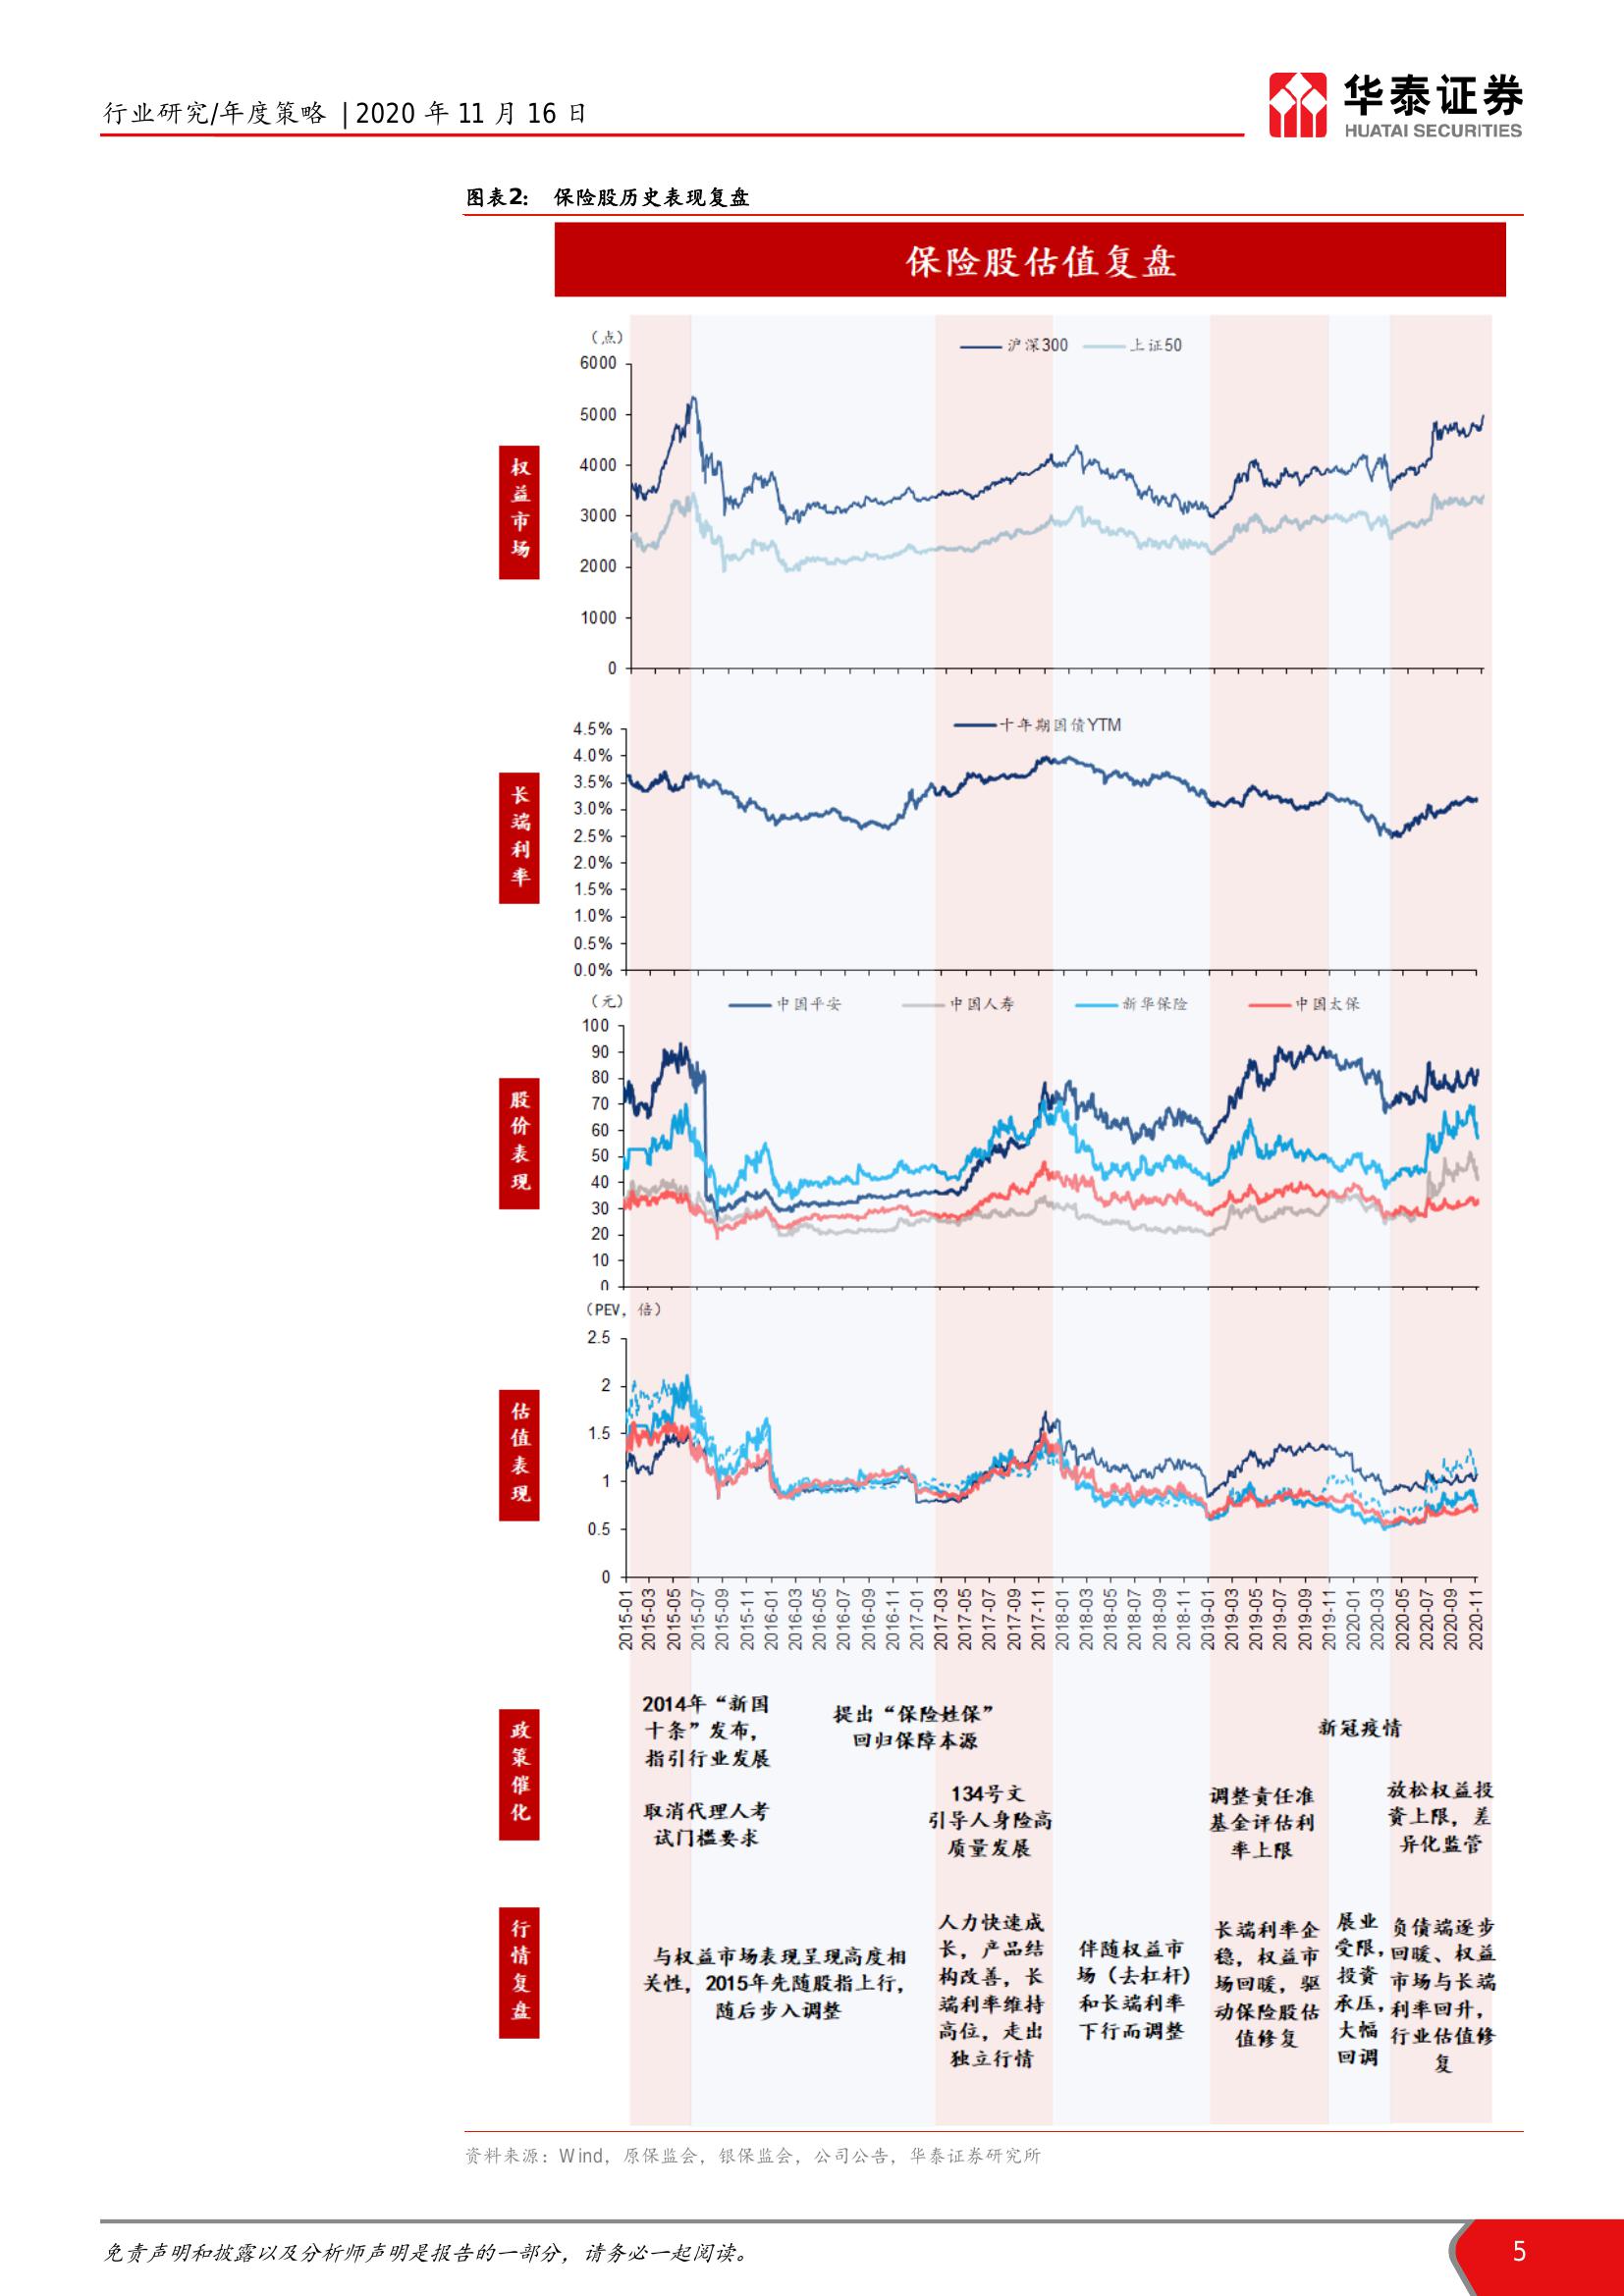 行业研究/年度策略 | 2020 年 11 月 16 日
华泰证券
HUATAI SECURITIES
图表2： 保险股历史表现复盘
保险股估值复盘
权益市场
（点）
沪深300 上证50
6000
5000
4000
3000
2000
1000
0
长端利率
十年期国债YTM
4.5%
4.0%
3.5%
3.0%
2.5%
2.0%
1.5%
1.0%
0.5%
0.0%
股价表现
（元）
中国平安 中国人寿 新华保险 中国太保
100
90
80
70
60
50
40
30
20
10
0
估值表现
（PEV，倍）
2.5
2
1.5
1
0.5
0
2015-01 2015-03 2015-05 2015-07 2015-09 2015-11 2016-01 2016-03 2016-05 2016-07 2016-09 2016-11 2017-01 2017-03 2017-05 2017-07 2017-09 2017-11 2018-01 2018-03 2018-05 2018-07 2018-09 2018-11 2019-01 2019-03 2019-05 2019-07 2019-09 2019-11 2020-01 2020-03 2020-05 2020-07 2020-09 2020-11
政策催化
2014年“新国
十条”发布，
指引行业发展
取消代理人考
试门槛要求
提出“保险姓保”
回归保障本源
134号文
引导人身险高
质量发展
调整责任准
基金评估利
率上限
新冠疫情
放松权益投
资上限，差
异化监管
行情复盘
与权益市场表现呈现高度相
关性，2015年先随股指上行，
随后步入调整
人力快速成
长，产品结
构改善，长
端利率维持
高位，走出
独立行情
伴随权益市
场（去杠杆）
和长端利率
下行而调整
长端利率企
稳，权益市
场回暖，驱
动保险股估
值修复
展业
受限，
投资
承压，
大幅
回调
负债端逐步
回暖、权益
市场与长端
利率回升，
行业估值修
复
资料来源：Wind，原保监会，银保监会，公司公告，华泰证券研究所
免责声明和披露以及分析师声明是报告的一部分，请务必一起阅读。
5